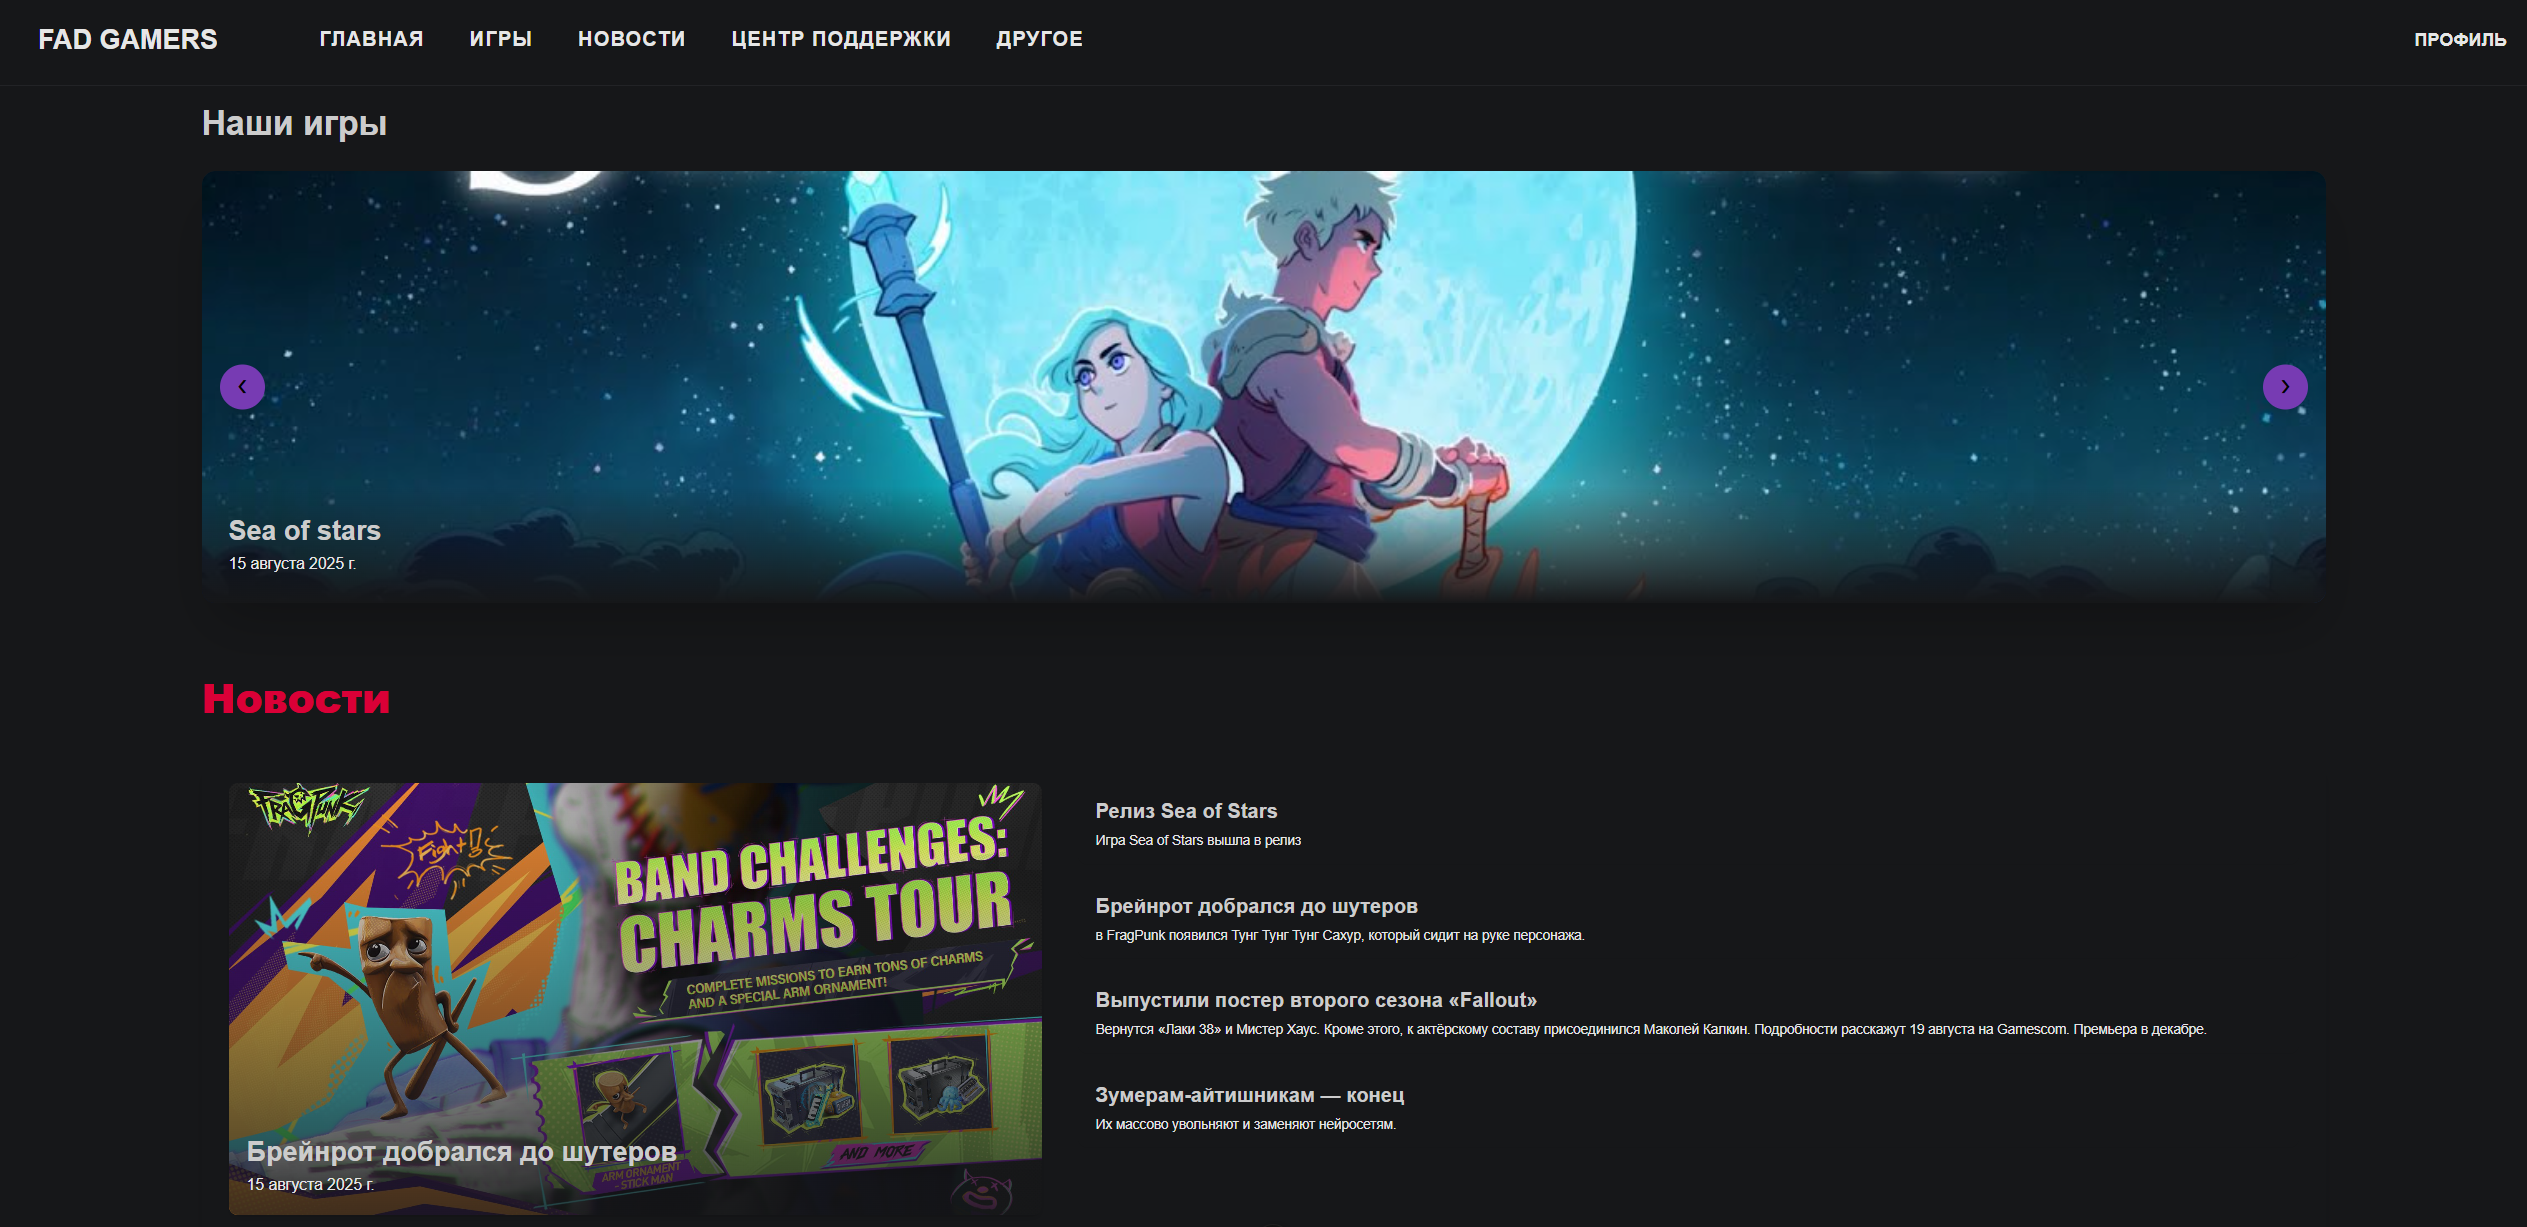 FAD GAMERS
ГЛАВНАЯ
ИГРЫ
НОВОСТИ
ЦЕНТР ПОДДЕРЖКИ
ДРУГОЕ
ПРОФИЛЬ
Наши игры
Sea of stars
15 августа 2025 г.
Новости
FRAGPUNK
Fight!!
BAND CHALLENGES:
CHARMS TOUR
COMPLETE MISSIONS TO EARN TONS OF CHARMS
AND A SPECIAL ARM ORNAMENT!
AND MORE
ARM ORNAMENT
- STICK MAN
Брейнрот добрался до шутеров
15 августа 2025 г.
Релиз Sea of Stars
Игра Sea of Stars вышла в релиз
Брейнрот добрался до шутеров
в FragPunk появился Тунг Тунг Тунг Сахур, который сидит на руке персонажа.
Выпустили постер второго сезона «Fallout»
Вернутся «Лаки 38» и Мистер Хаус. Кроме этого, к актёрскому составу присоединился Маколей Калкин. Подробности расскажут 19 августа на Gamescom. Премьера в декабре.
Зумерам-айтишникам — конец
Их массово увольняют и заменяют нейросетям.